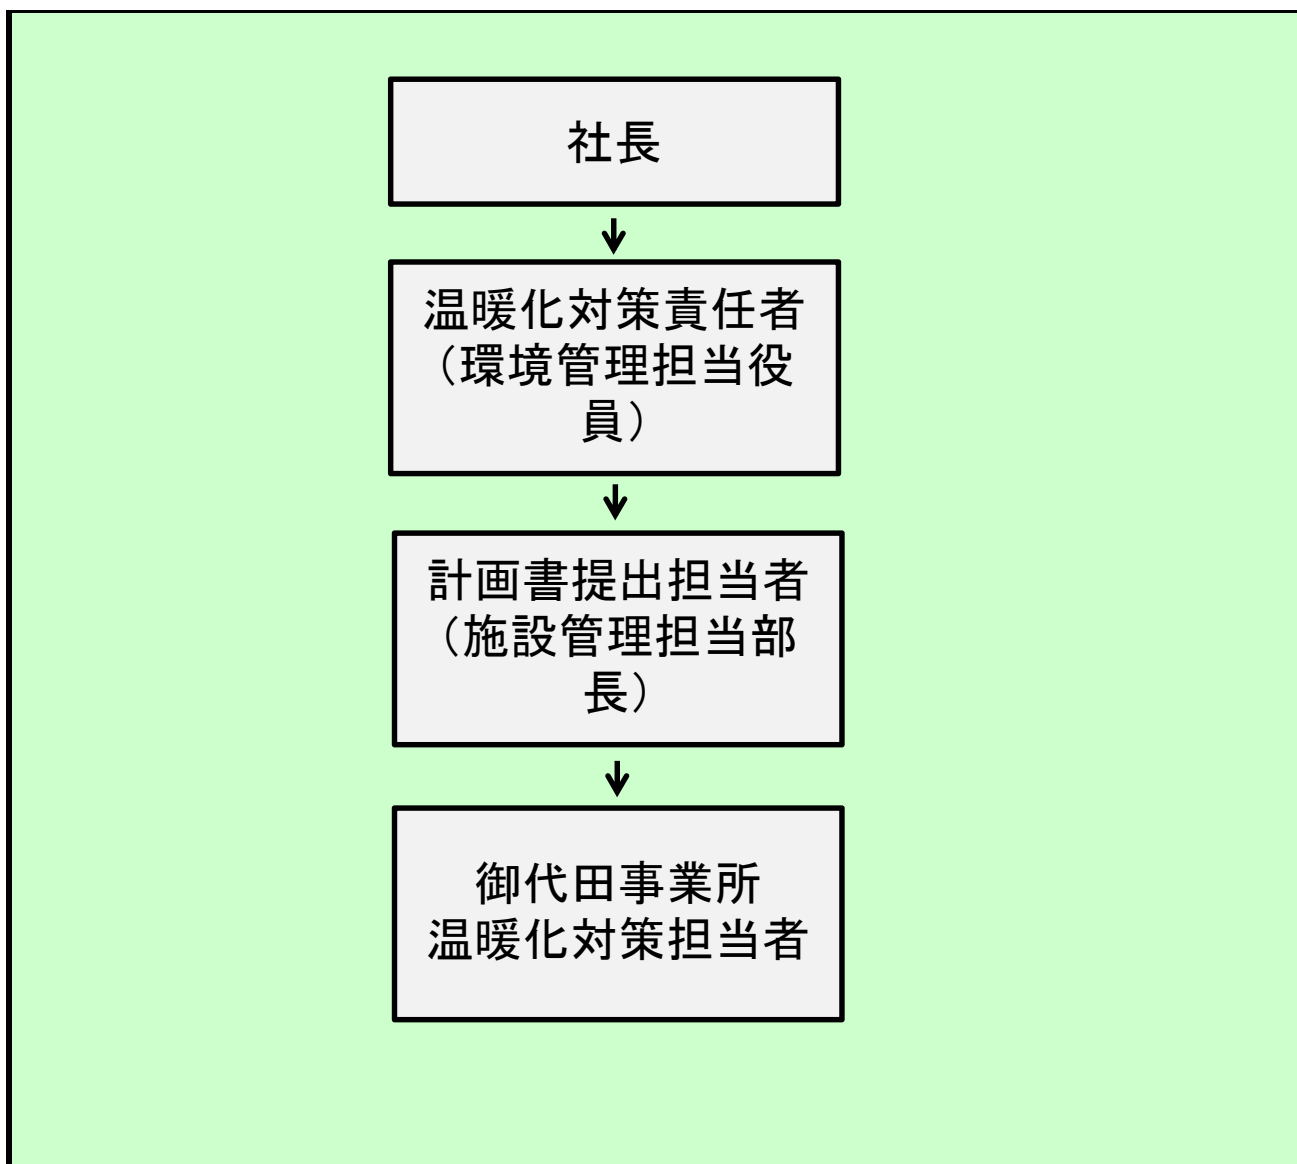 社長
温暖化対策責任者
（環境管理担当役
員）
計画書提出担当者
（施設管理担当部
長）
御代田事業所
温暖化対策担当者